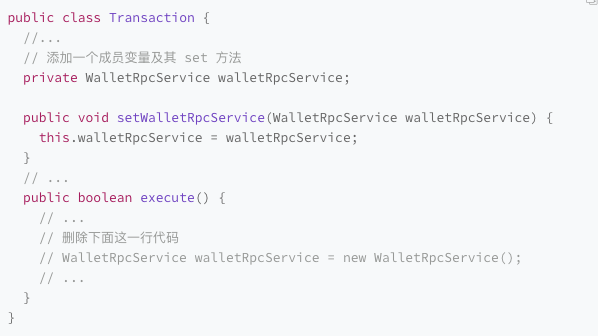 public class Transaction {
  //...
  // 添加一个成员变量及其 set 方法
  private WalletRpcService walletRpcService;

  public void setWalletRpcService(WalletRpcService walletRpcService) {
    this.walletRpcService = walletRpcService;
  }
  // ...
  public boolean execute() {
    // ...
    // 删除下面这一行代码
    // WalletRpcService walletRpcService = new WalletRpcService();
    // ...
  }
}